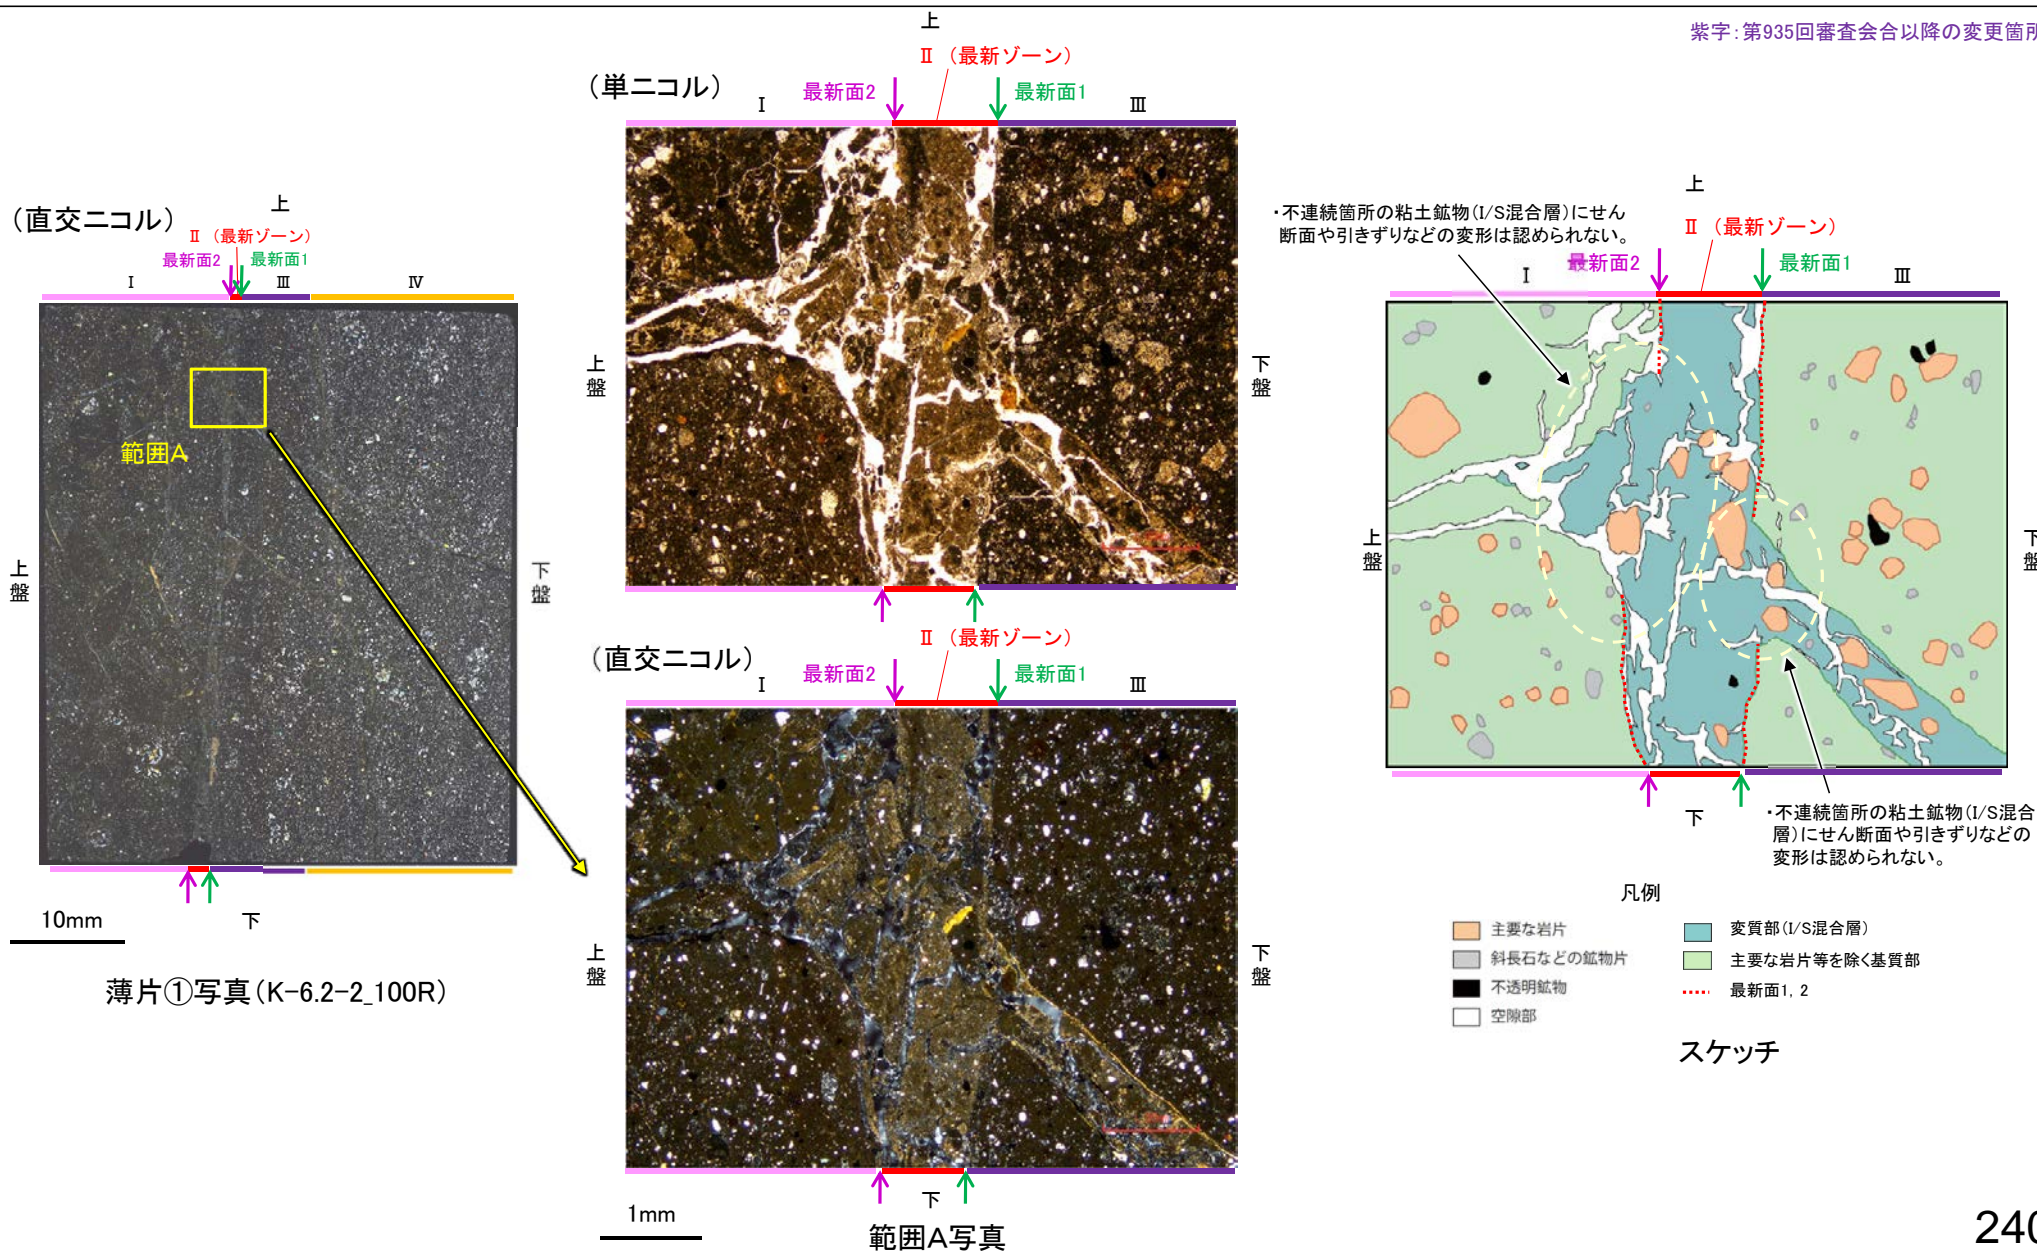 紫字：第935回審査会合以降の変更箇所
（直交ニコル）
上
Ⅱ（最新ゾーン）
最新面2
最新面1
Ⅰ
Ⅲ
Ⅳ
範囲A
上盤
下盤
下
10mm
薄片①写真（K-6.2-2_100R）
上
Ⅱ（最新ゾーン）
（単ニコル）
Ⅰ
最新面2
最新面1
Ⅲ
上盤
下盤
Ⅱ（最新ゾーン）
（直交ニコル）
Ⅰ
最新面2
最新面1
Ⅲ
上盤
下盤
下
1mm
範囲A写真
上
・不連続箇所の粘土鉱物（I/S混合層）にせん
断面や引きずりなどの変形は認められない。
Ⅱ（最新ゾーン）
最新面2
最新面1
Ⅰ
Ⅲ
上盤
下盤
下
・不連続箇所の粘土鉱物（I/S混合
層）にせん断面や引きずりなどの
変形は認められない。
凡例
主要な岩片
斜長石などの鉱物片
不透明鉱物
空隙部
変質部（I/S混合層）
主要な岩片等を除く基質部
最新面1, 2
スケッチ
240